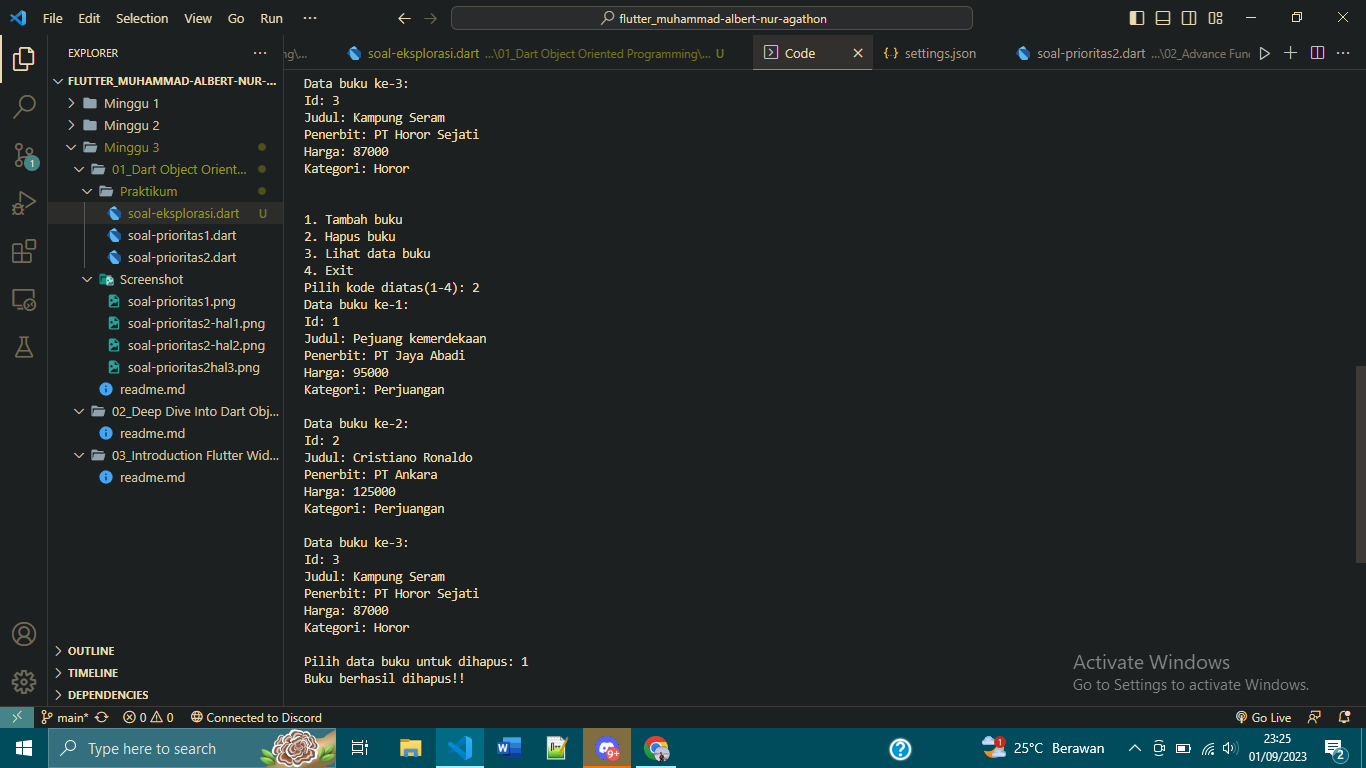 File Edit Selection View Go Run ···
flutter_muhammad-albert-nur-agathon
EXPLORER
FLUTTER_MUHAMMAD-ALBERT-NUR-...
Minggu 1
Minggu 2
Minggu 3
01_Dart Object Orient...
Praktikum
soal-eksplorasi.dart U
soal-prioritas1.dart
soal-prioritas2.dart
Screenshot
soal-prioritas1.png
soal-prioritas2-hal1.png
soal-prioritas2-hal2.png
soal-prioritas2hal3.png
readme.md
02_Deep Dive Into Dart Obj...
readme.md
03_Introduction Flutter Wid...
readme.md
OUTLINE
TIMELINE
DEPENDENCIES
1
ng\... soal-eksplorasi.dart ...\01_Dart Object Oriented Programming\... U Code settings.json soal-prioritas2.dart ...\02_Advance Fun
Data buku ke-3:
Id: 3
Judul: Kampung Seram
Penerbit: PT Horor Sejati
Harga: 87000
Kategori: Horor
1. Tambah buku
2. Hapus buku
3. Lihat data buku
4. Exit
Pilih kode diatas(1-4): 2
Data buku ke-1:
Id: 1
Judul: Pejuang kemerdekaan
Penerbit: PT Jaya Abadi
Harga: 95000
Kategori: Perjuangan
Data buku ke-2:
Id: 2
Judul: Cristiano Ronaldo
Penerbit: PT Ankara
Harga: 125000
Kategori: Perjuangan
Data buku ke-3:
Id: 3
Judul: Kampung Seram
Penerbit: PT Horor Sejati
Harga: 87000
Kategori: Horor
Pilih data buku untuk dihapus: 1
Buku berhasil dihapus!!
Activate Windows
Go to Settings to activate Windows.
main* 0 0 Connected to Discord Go Live
Type here to search
9+
1
25°C Berawan
23:25
01/09/2023
2